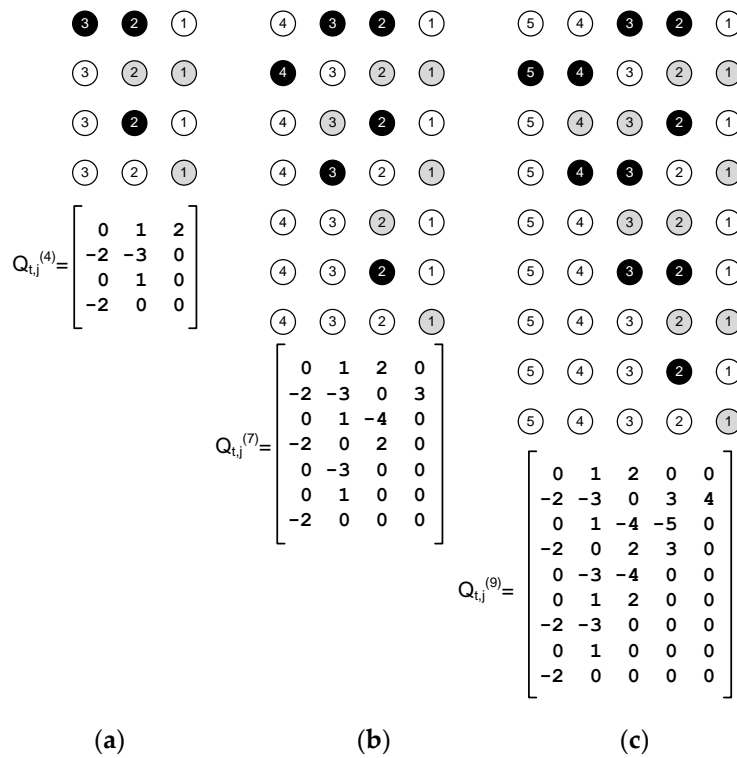 3 2 1
3 2 1
3 2 1
3 2 1
Q_{t,j}^{(4)}=
0 1 2
-2 -3 0
0 1 0
-2 0 0
(a)
4 3 2 1
4 3 2 1
4 3 2 1
4 3 2 1
4 3 2 1
4 3 2 1
4 3 2 1
Q_{t,j}^{(7)}=
0 1 2 0
-2 -3 0 3
0 1 -4 0
-2 0 2 0
0 -3 0 0
0 1 0 0
-2 0 0 0
(b)
5 4 3 2 1
5 4 3 2 1
5 4 3 2 1
5 4 3 2 1
5 4 3 2 1
5 4 3 2 1
5 4 3 2 1
5 4 3 2 1
5 4 3 2 1
Q_{t,j}^{(9)}=
0 1 2 0 0
-2 -3 0 3 4
0 1 -4 -5 0
-2 0 2 3 0
0 -3 -4 0 0
0 1 2 0 0
-2 -3 0 0 0
0 1 0 0 0
-2 0 0 0 0
(c)